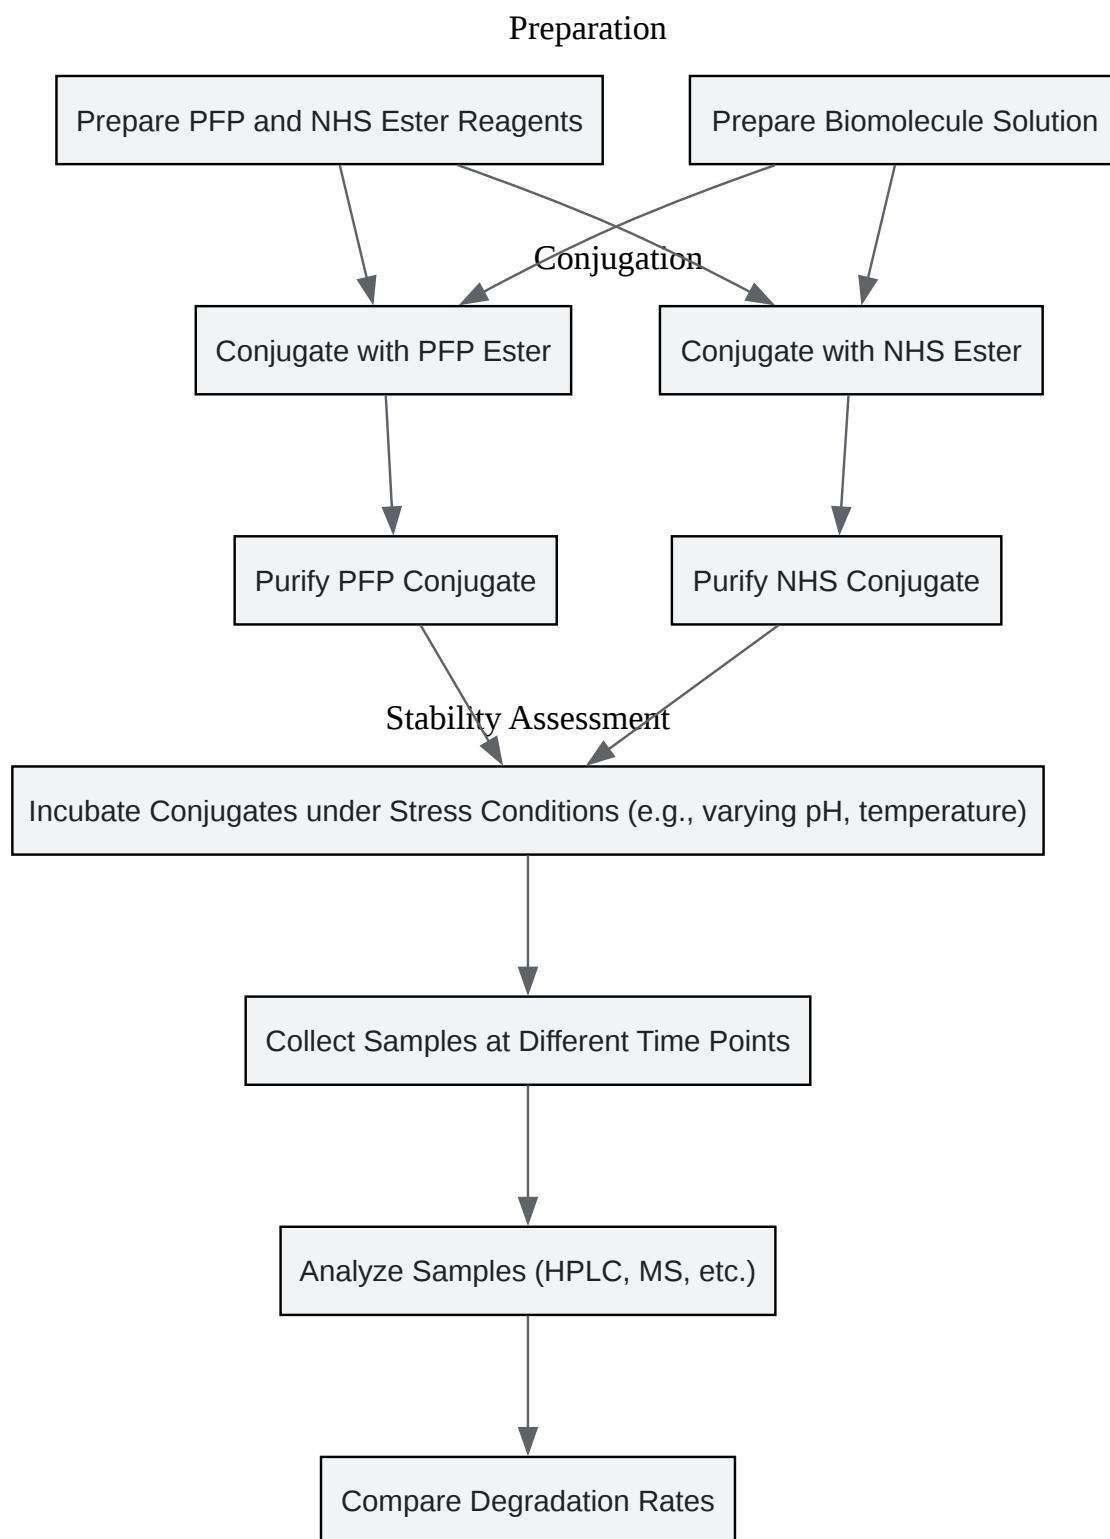 Preparation
Prepare PFP and NHS Ester Reagents
Prepare Biomolecule Solution
Conjugation
Conjugate with PFP Ester
Conjugate with NHS Ester
Purify PFP Conjugate
Purify NHS Conjugate
Stability Assessment
Incubate Conjugates under Stress Conditions (e.g., varying pH, temperature)
Collect Samples at Different Time Points
Analyze Samples (HPLC, MS, etc.)
Compare Degradation Rates